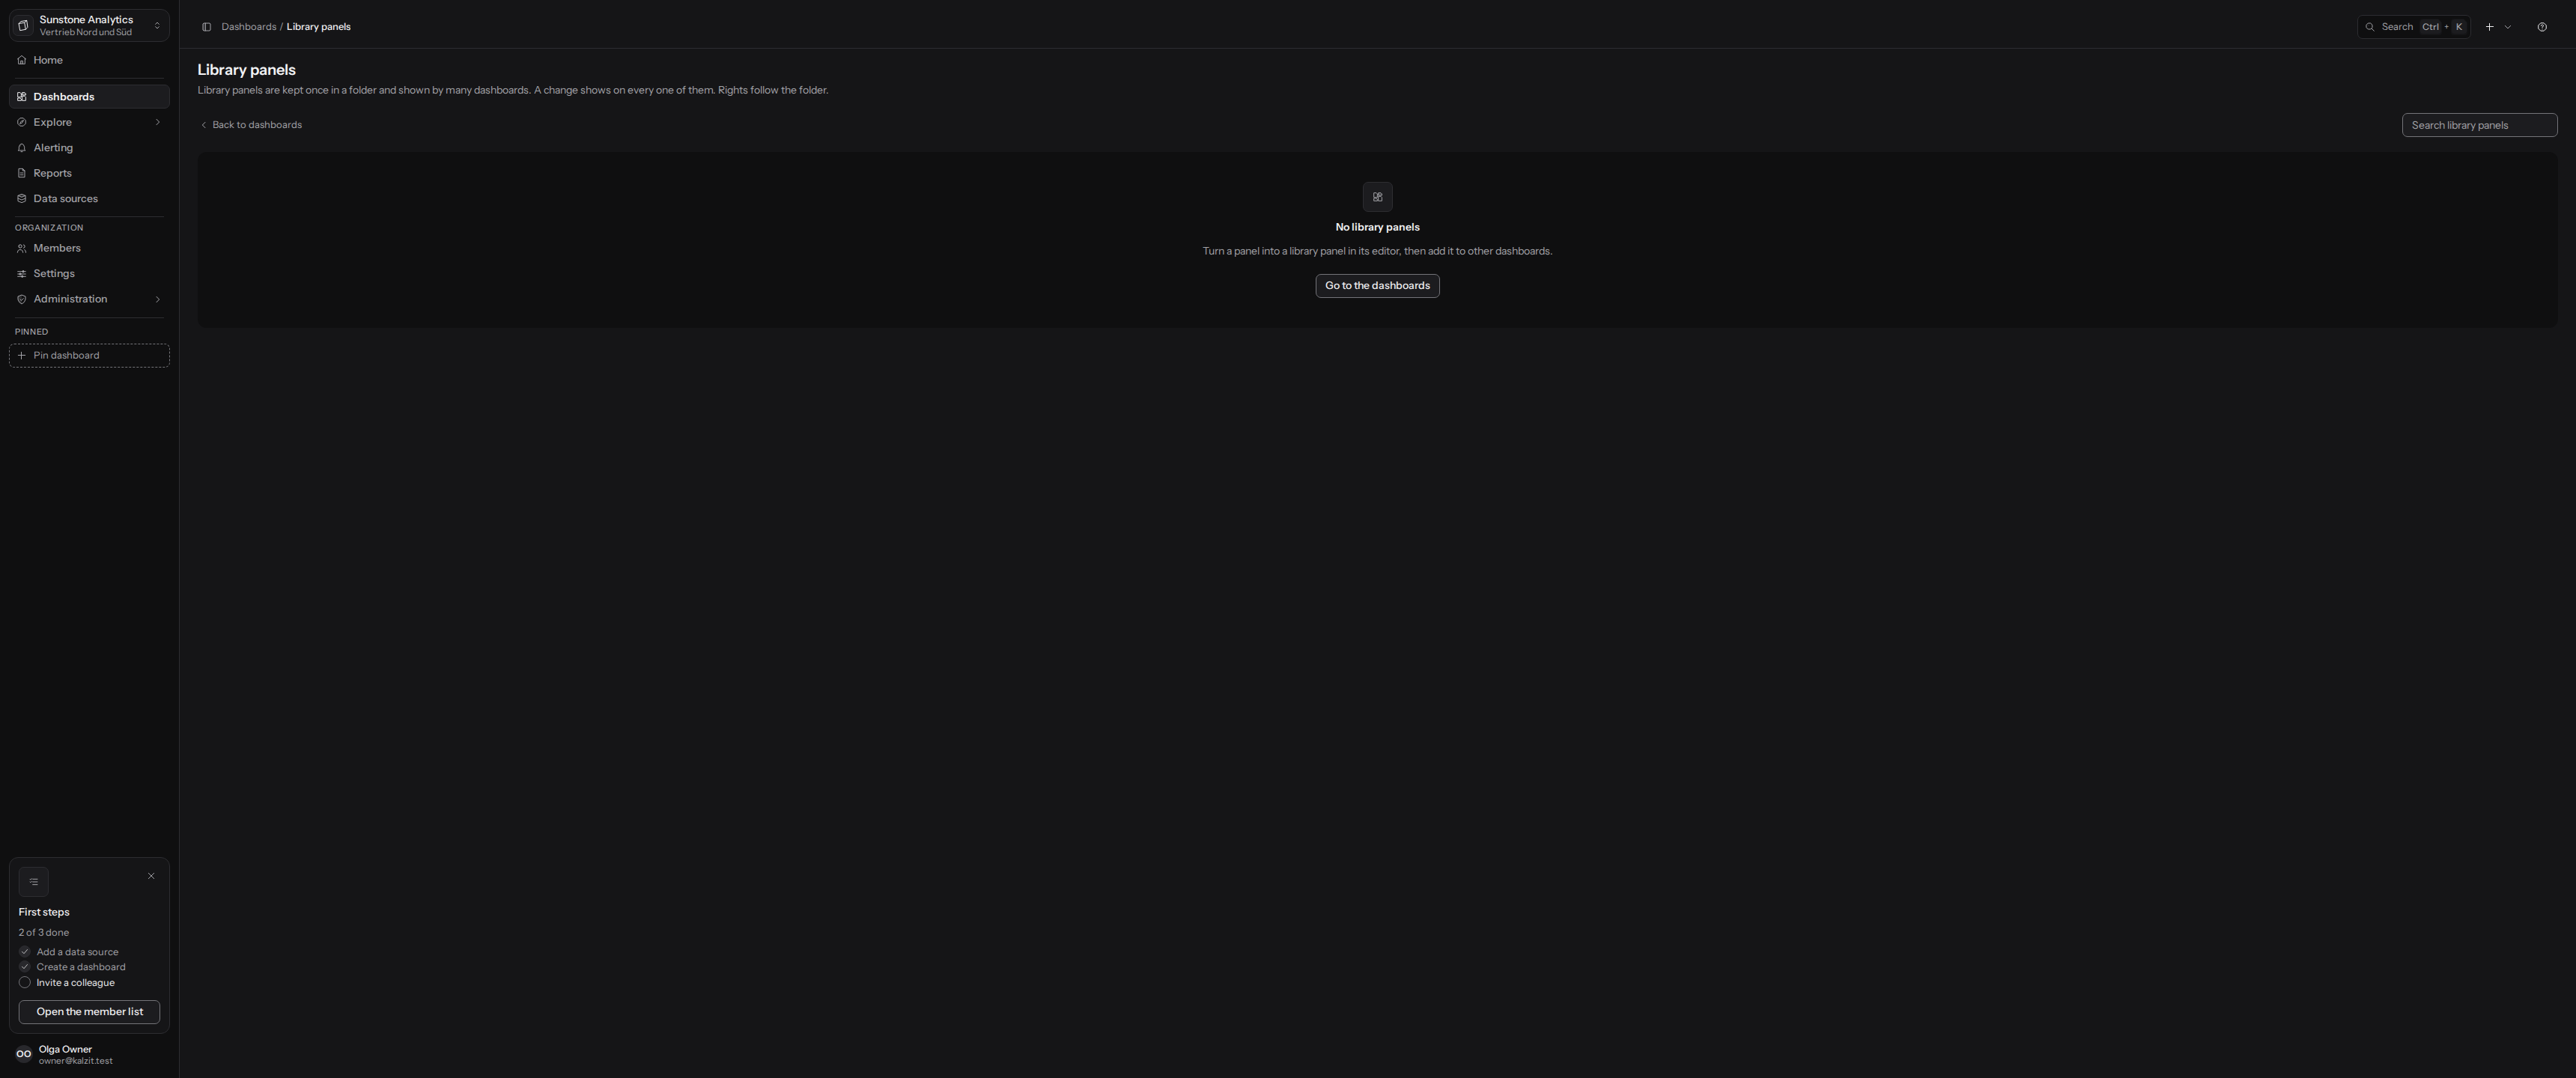 Sunstone Analytics
Vertrieb Nord und Süd
Home
Dashboards
Explore
Alerting
Reports
Data sources
ORGANIZATION
Members
Settings
Administration
PINNED
Pin dashboard
First steps
2 of 3 done
Add a data source
Create a dashboard
Invite a colleague
Open the member list
OO
Olga Owner
owner@kalzit.test
Dashboards / Library panels
Search Ctrl + K
Library panels
Library panels are kept once in a folder and shown by many dashboards. A change shows on every one of them. Rights follow the folder.
Back to dashboards
Search library panels
No library panels
Turn a panel into a library panel in its editor, then add it to other dashboards.
Go to the dashboards